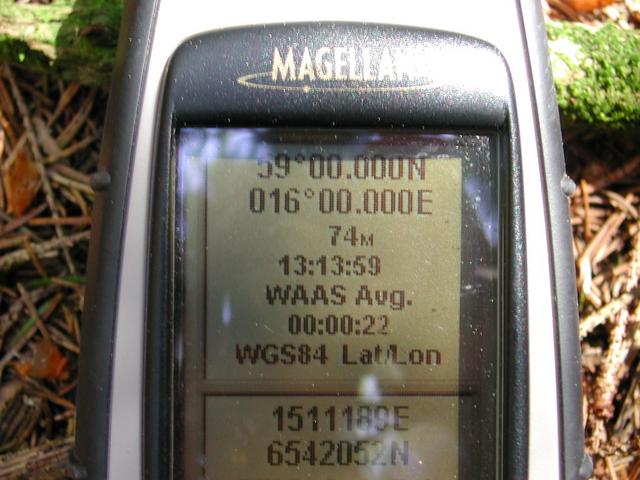 MAGELLAN
59°00.000N
016°00.000E
74M
13:13:59
WAAS Avg.
00:00:22
WGS84 Lat/Lon
1511189E
6542052N